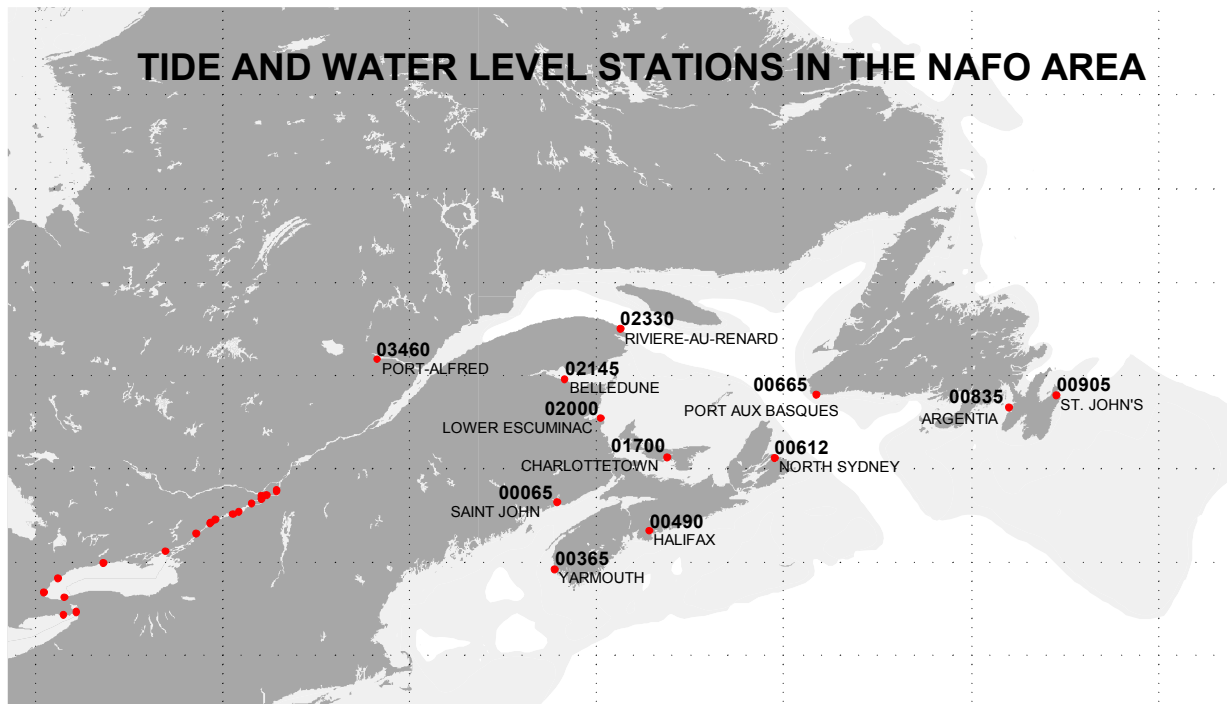 TIDE AND WATER LEVEL STATIONS IN THE NAFO AREA
02330
RIVIERE-AU-RENARD
03460
PORT-ALFRED
02145
BELLEDUNE
00665
PORT AUX BASQUES
00835
ARGENTIA
00905
ST. JOHN'S
02000
LOWER ESCUMINAC
01700
CHARLOTTETOWN
00612
NORTH SYDNEY
00065
SAINT JOHN
00490
HALIFAX
00365
YARMOUTH